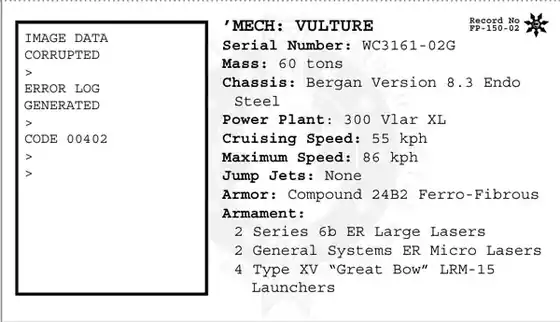 IMAGE DATA
CORRUPTED
>
ERROR LOG
GENERATED
>
CODE 00402
>
>
’MECH: VULTURE
Record No
FP-150-02
Serial Number: WC3161-02G
Mass: 60 tons
Chassis: Bergan Version 8.3 Endo
Steel
Power Plant: 300 Vlar XL
Cruising Speed: 55 kph
Maximum Speed: 86 kph
Jump Jets: None
Armor: Compound 24B2 Ferro-Fibrous
Armament:
2 Series 6b ER Large Lasers
2 General Systems ER Micro Lasers
4 Type XV “Great Bow” LRM-15
Launchers